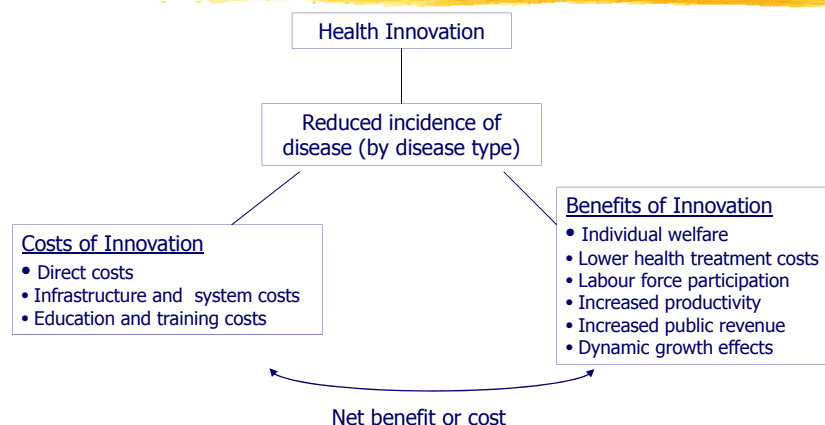 Health Innovation
Reduced incidence of
disease (by disease type)
Costs of Innovation
• Direct costs
• Infrastructure and system costs
• Education and training costs
Benefits of Innovation
• Individual welfare
• Lower health treatment costs
• Labour force participation
• Increased productivity
• Increased public revenue
• Dynamic growth effects
Net benefit or cost